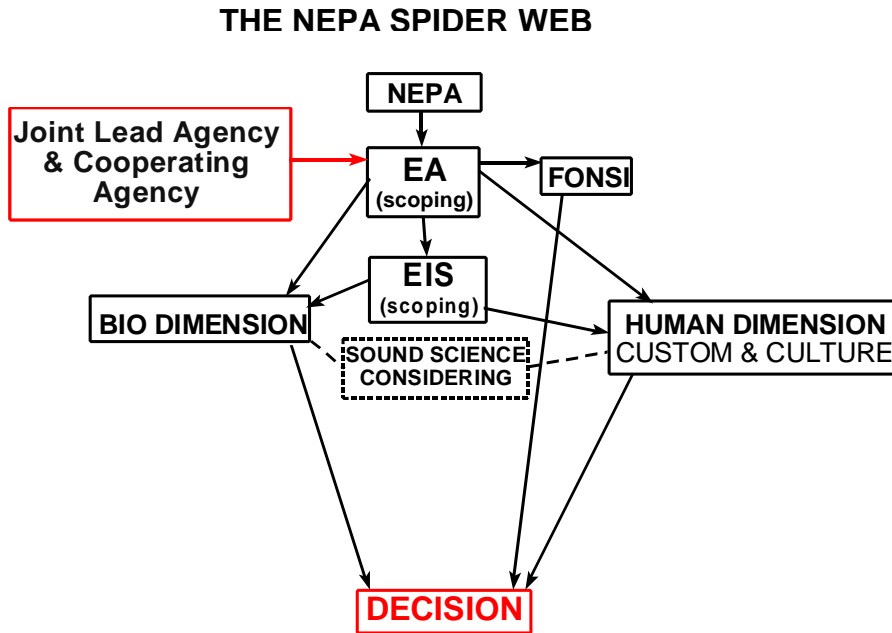 THE NEPA SPIDER WEB
NEPA
Joint Lead Agency
& Cooperating
Agency
EA
(scoping)
FONSI
EIS
(scoping)
BIO DIMENSION
SOUND SCIENCE
CONSIDERING
HUMAN DIMENSION
CUSTOM & CULTURE
DECISION